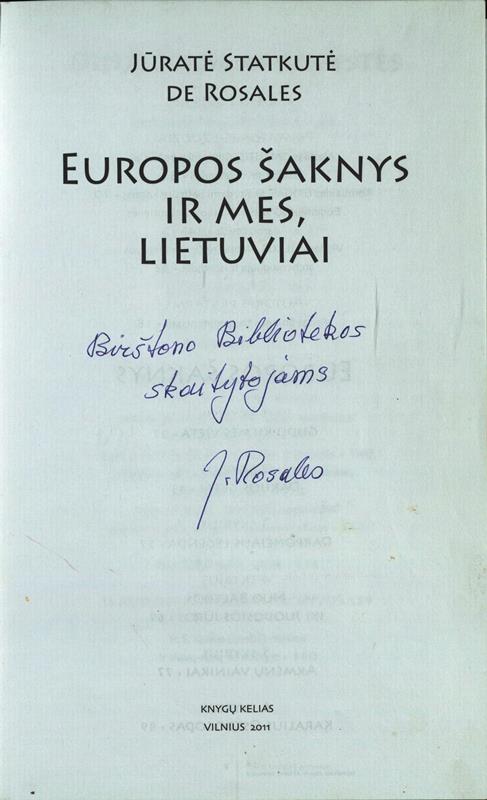 JŪRATĖ STATKUTĖ
DE ROSALES
EUROPOS ŠAKNYS
IR MES,
LIETUVIAI
Birštono Bibliotekos
skaitytojams
J. Rosales
KNYGŲ KELIAS
VILNIUS 2011